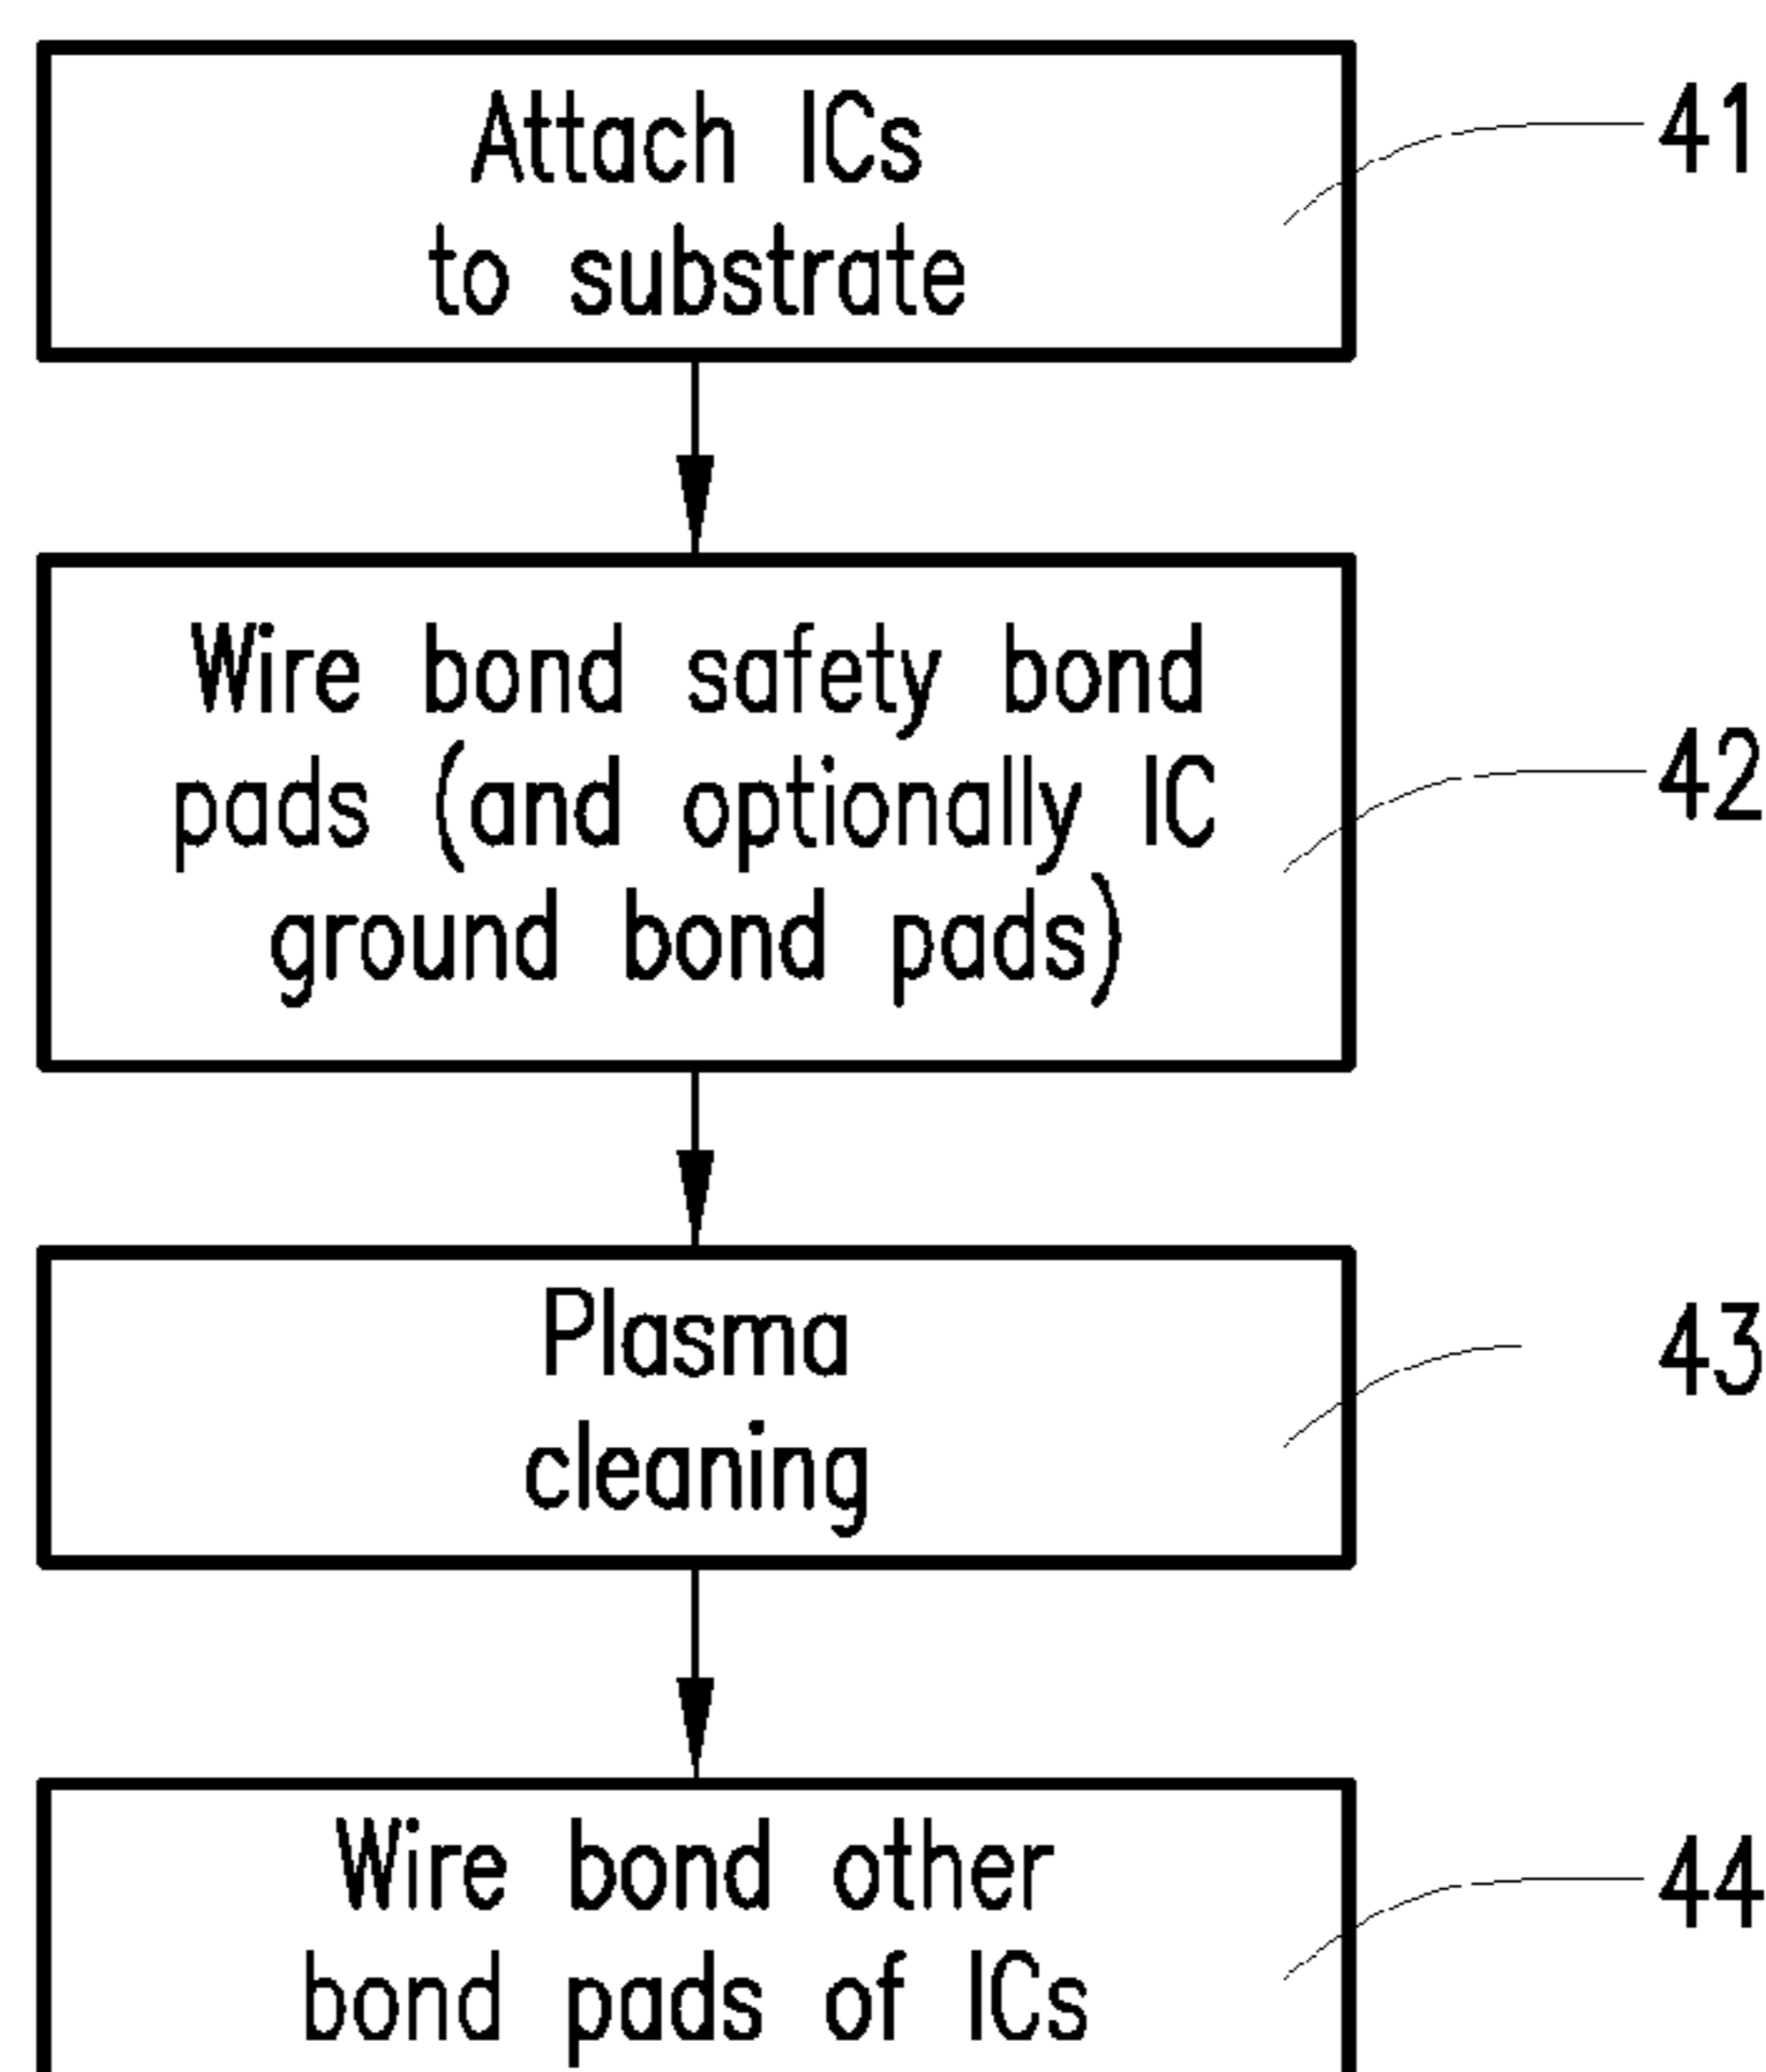 Attach ICs
to substrate
41
Wire bond safety bond
pads (and optionally IC
ground bond pads)
42
Plasma
cleaning
43
Wire bond other
bond pads of ICs
44